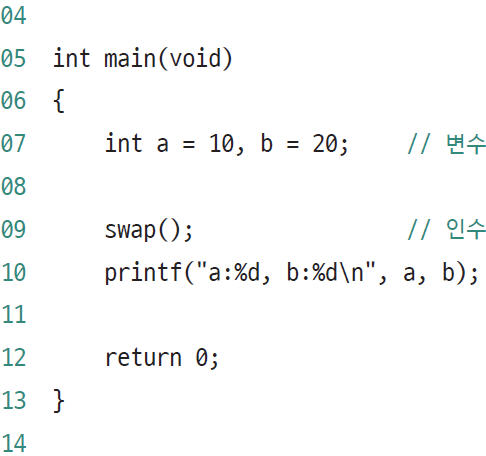 04
05 int main(void)
06 {
07     int a = 10, b = 20;    // 변수
08
09     swap();                // 인수
10     printf("a:%d, b:%d\n", a, b);
11
12     return 0;
13 }
14